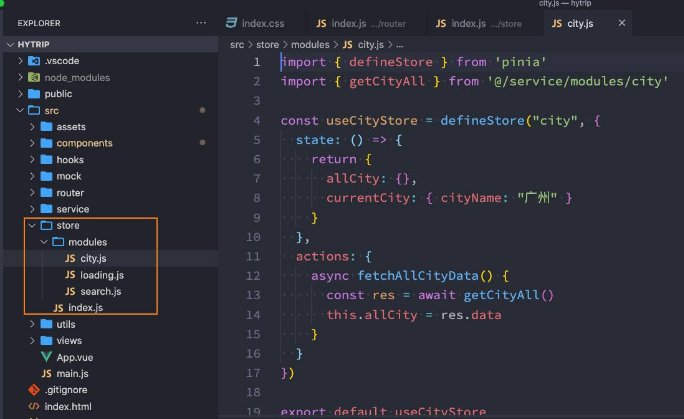 city.js — hytrip
EXPLORER
···
index.css
JS index.js .../router
JS index.js .../store
JS city.js
HYTRIP
.vscode
node_modules
public
src
assets
components
hooks
mock
router
service
store
modules
JS city.js
JS loading.js
JS search.js
JS index.js
utils
views
App.vue
JS main.js
.gitignore
index.html
src > store > modules > JS city.js > ...
1 import { defineStore } from 'pinia'
2 import { getCityAll } from '@/service/modules/city'
3
4 const useCityStore = defineStore("city", {
5 state: () => {
6 return {
7 allCity: {},
8 currentCity: { cityName: "广州" }
9 }
10 },
11 actions: {
12 async fetchAllCityData() {
13 const res = await getCityAll()
14 this.allCity = res.data
15 }
16 }
17 })
18
19 export default useCityStore